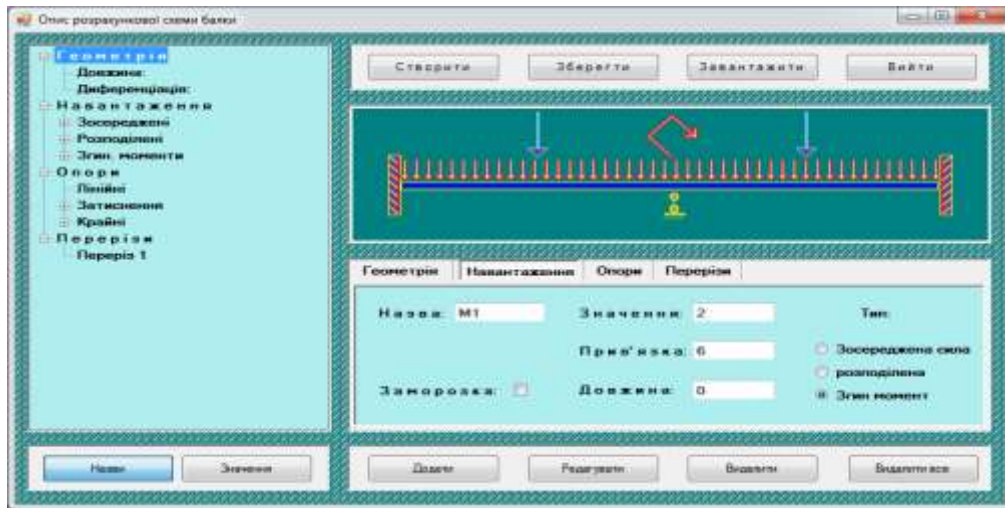 Опис розрахункової схеми балки
Геометрія
Довжина:
Диференціація:
Навантаження
Зосереджені
Розподілені
Згин. моменти
Опори
Лінійні
Затиснення
Крайні
Перерізи
Переріз 1
Назви
Значення
Створити
Зберегти
Завантажити
Вийти
Геометрія
Навантаження
Опори
Перерізи
Назва: M1
Значення: 2
Тип:
Прив'язка: 6
Зосереджена сила
розподілена
Заморозка:
Довжина: 0
Згин момент
Додати
Редагувати
Видалити
Видалити все